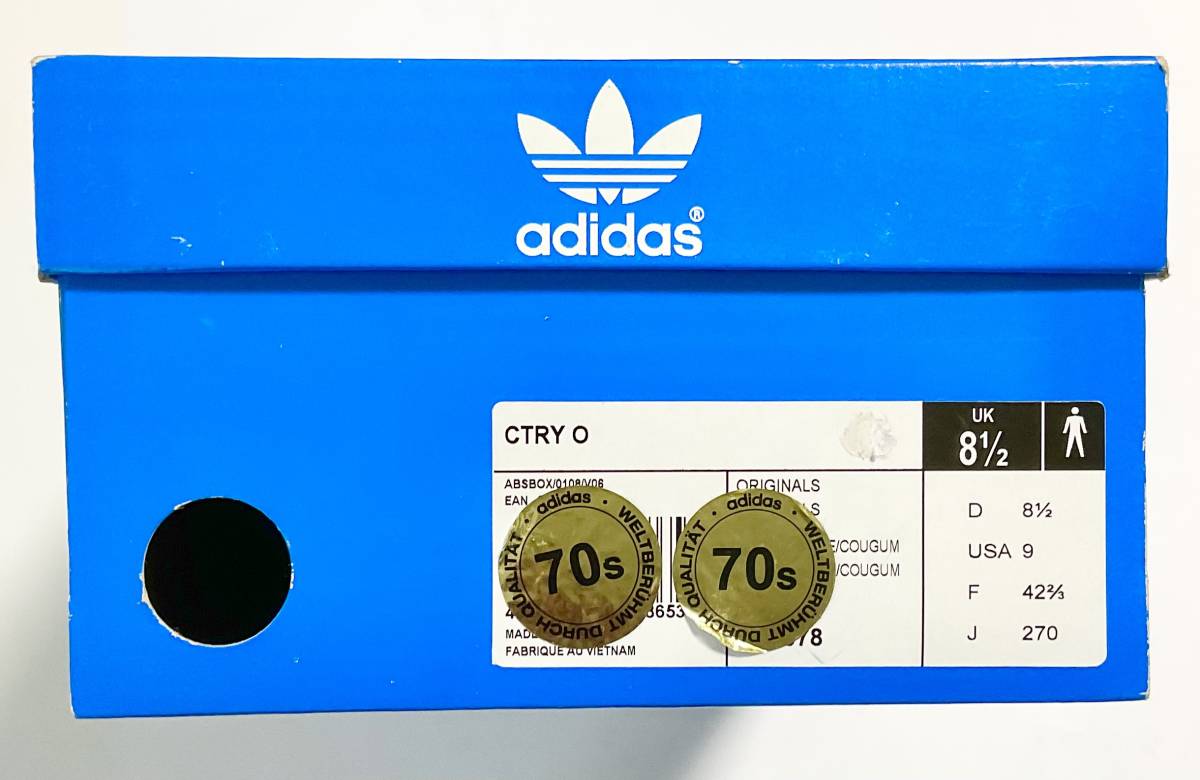 adidas®
CTRY O
UK
8½
ABSBOX/0108/V06
EAN
ORIGINALS
/COUGUM
/COUGUM
adidas · WELTBERÜHMT DURCH QUALITÄT ·
70s
adidas · WELTBERÜHMT DURCH QUALITÄT ·
70s
MADE
FABRIQUE AU VIETNAM
D 8½
USA 9
F 42⅔
J 270